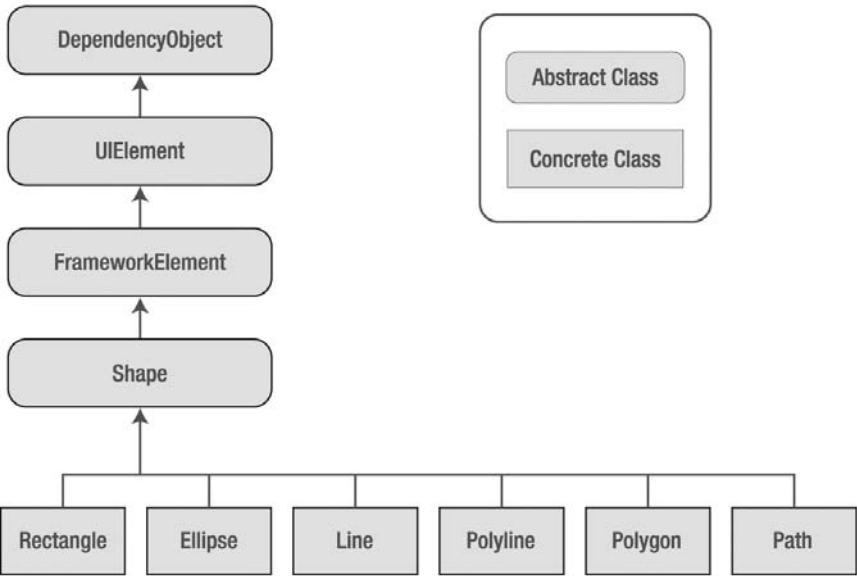 DependencyObject
UIElement
FrameworkElement
Shape
Rectangle
Ellipse
Line
Polyline
Polygon
Path
Abstract Class
Concrete Class